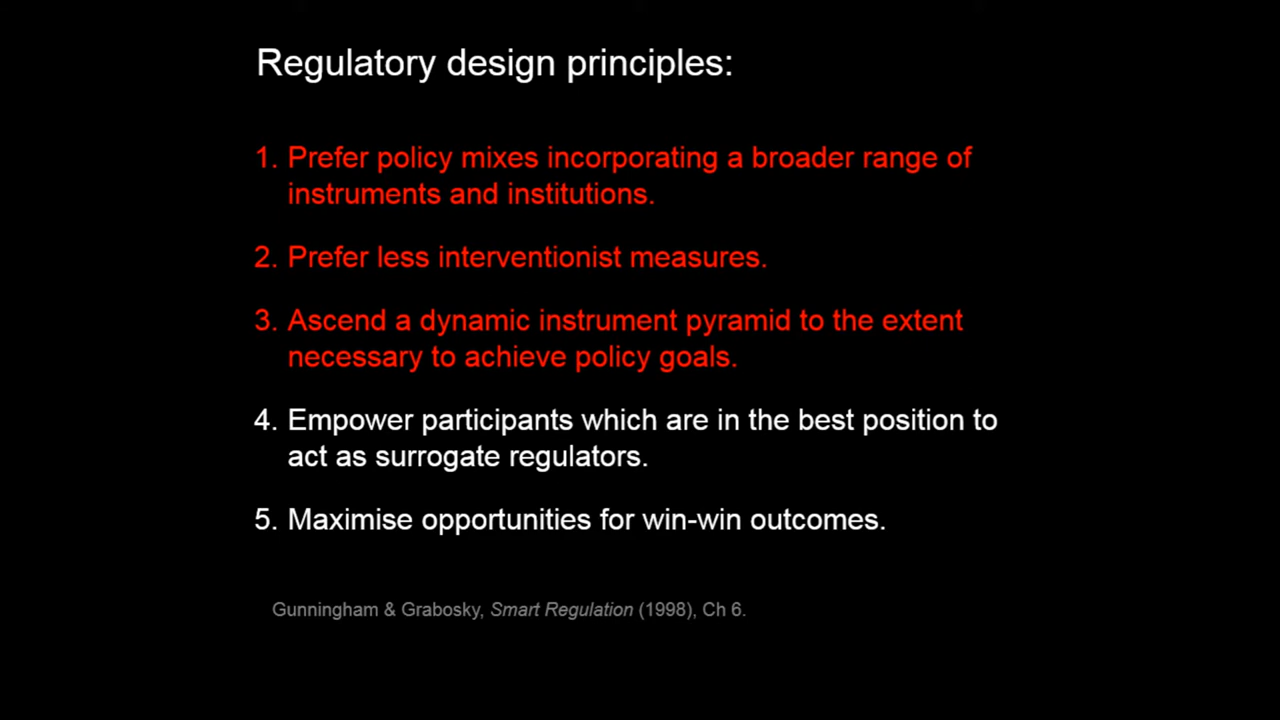 Regulatory design principles:
1. Prefer policy mixes incorporating a broader range of
instruments and institutions.
2. Prefer less interventionist measures.
3. Ascend a dynamic instrument pyramid to the extent
necessary to achieve policy goals.
4. Empower participants which are in the best position to
act as surrogate regulators.
5. Maximise opportunities for win-win outcomes.
Gunningham & Grabosky, Smart Regulation (1998), Ch 6.